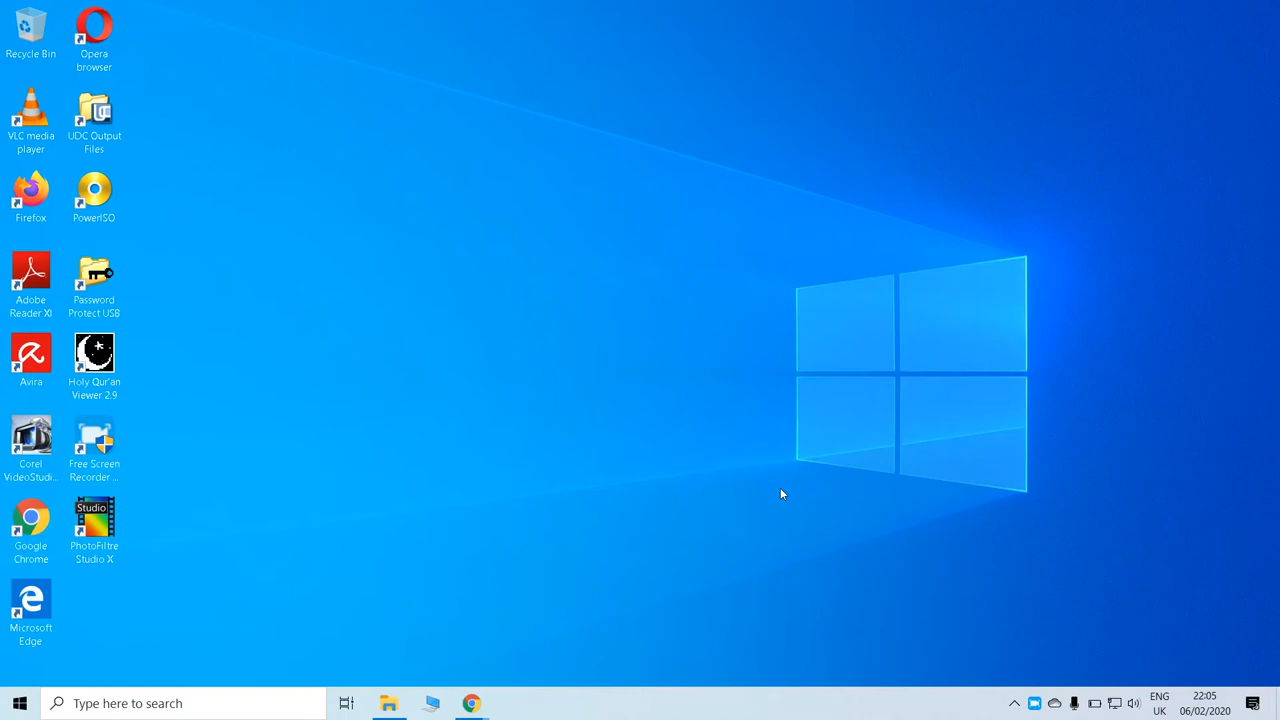 Recycle Bin
Opera
browser
VLC media
player
UDC Output
Files
UC
Firefox
PowerISO
Adobe
Reader XI
Password
Protect USB
Avira
Holy Qur'an
Viewer 2.9
Corel
VideoStudi...
Free Screen
Recorder ...
Google
Chrome
Studio
PhotoFiltre
Studio X
Microsoft
Edge
Type here to search
ENG
UK
22:05
06/02/2020